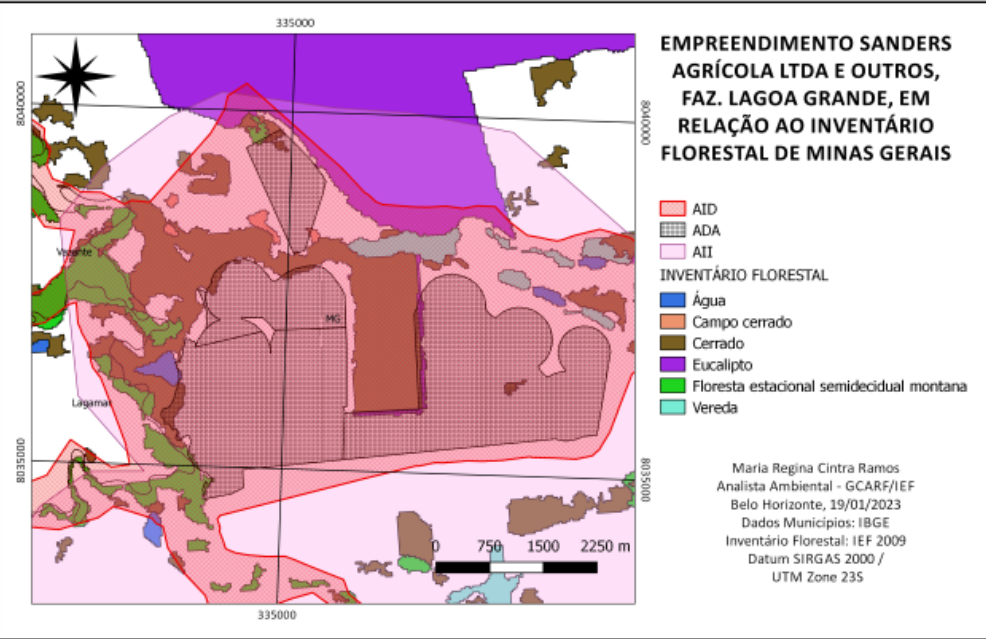 335000
8040000
8040000
Vazante
MG
Lagamar
8035000
8035000
0 750 1500 2250 m
335000
EMPREENDIMENTO SANDERS
AGRÍCOLA LTDA E OUTROS,
FAZ. LAGOA GRANDE, EM
RELAÇÃO AO INVENTÁRIO
FLORESTAL DE MINAS GERAIS
AID
ADA
AII
INVENTÁRIO FLORESTAL
Água
Campo cerrado
Cerrado
Eucalipto
Floresta estacional semidecidual montana
Vereda
Maria Regina Cintra Ramos
Analista Ambiental - GCARF/IEF
Belo Horizonte, 19/01/2023
Dados Municípios: IBGE
Inventário Florestal: IEF 2009
Datum SIRGAS 2000 /
UTM Zone 23S